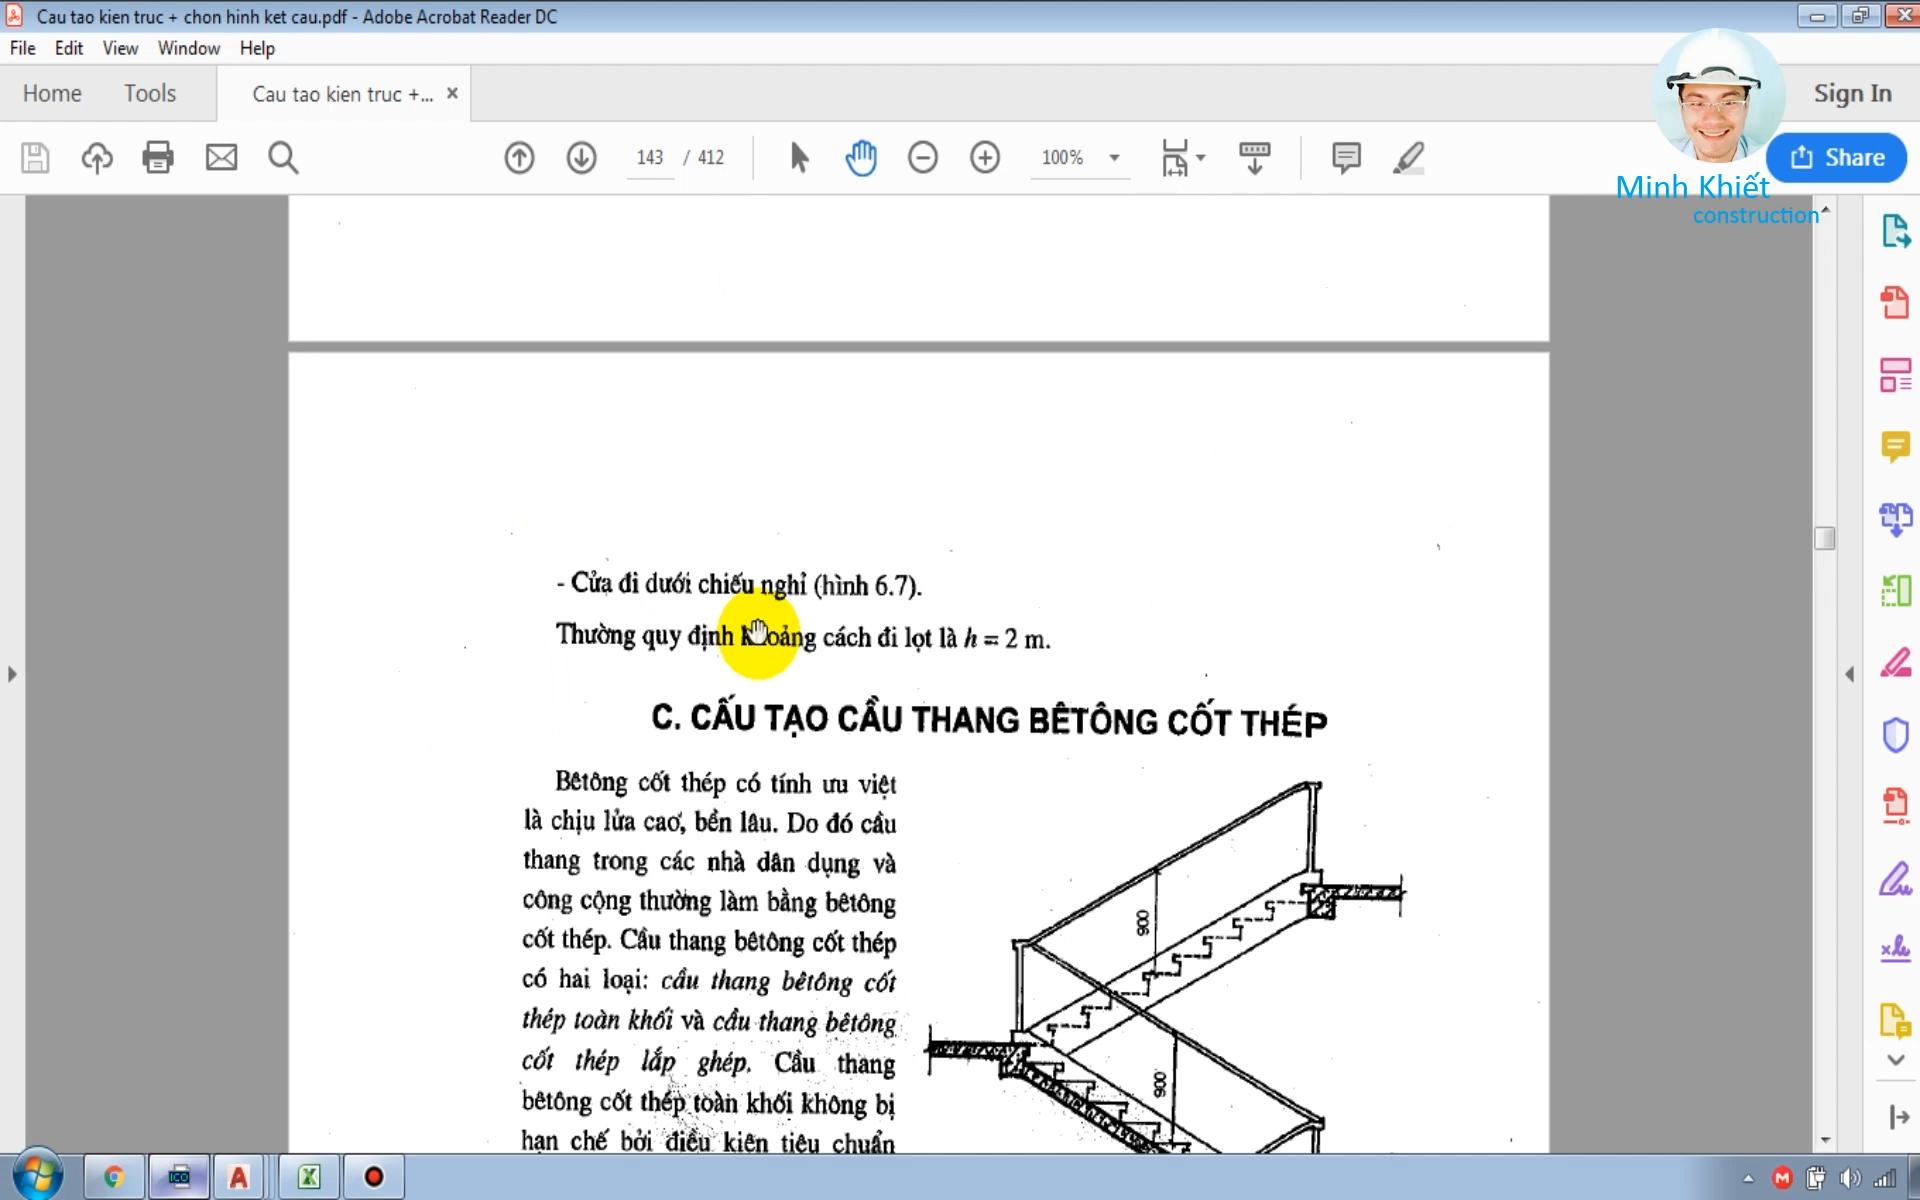 Cau tao kien truc + chon hinh ket cau.pdf - Adobe Acrobat Reader DC
File Edit View Window Help
Home Tools Cau tao kien truc +... × Sign In
143 / 412 100% Share
Minh Khiết
construction
- Cửa đi dưới chiếu nghỉ (hình 6.7).
Thường quy định khoảng cách đi lọt là h = 2 m.
C. CẤU TẠO CẦU THANG BÊTÔNG CỐT THÉP
Bêtông cốt thép có tính ưu việt
là chịu lửa cao, bền lâu. Do đó cầu
thang trong các nhà dân dụng và
công cộng thường làm bằng bêtông
cốt thép. Cầu thang bêtông cốt thép
có hai loại: cầu thang bêtông cốt
thép toàn khối và cầu thang bêtông
cốt thép lắp ghép. Cầu thang
bêtông cốt thép toàn khối không bị
hạn chế bởi điều kiện tiêu chuẩn
900
900